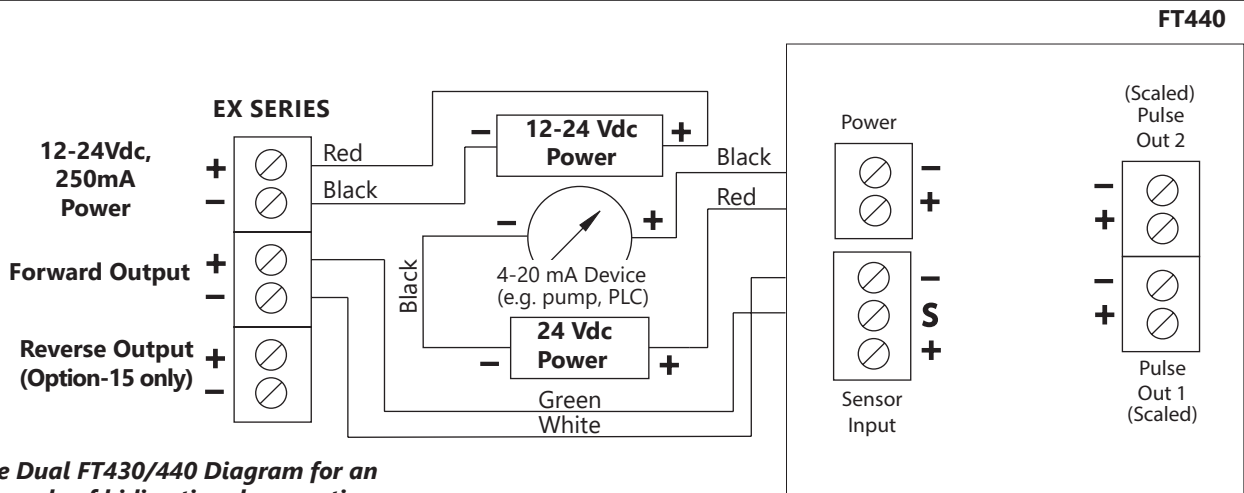 FT440
EX SERIES
12-24Vdc,
250mA
Power
+
–
Red
Black
–
12-24 Vdc
Power
+
Black
Red
Forward Output
+
–
–
+
4-20 mA Device
(e.g. pump, PLC)
Black
Reverse Output
(Option-15 only)
+
–
–
24 Vdc
Power
+
Green
White
Power
–
+
–
S
+
Sensor
Input
(Scaled)
Pulse
Out 2
–
+
–
+
Pulse
Out 1
(Scaled)
Dual FT430/440 Diagram for an